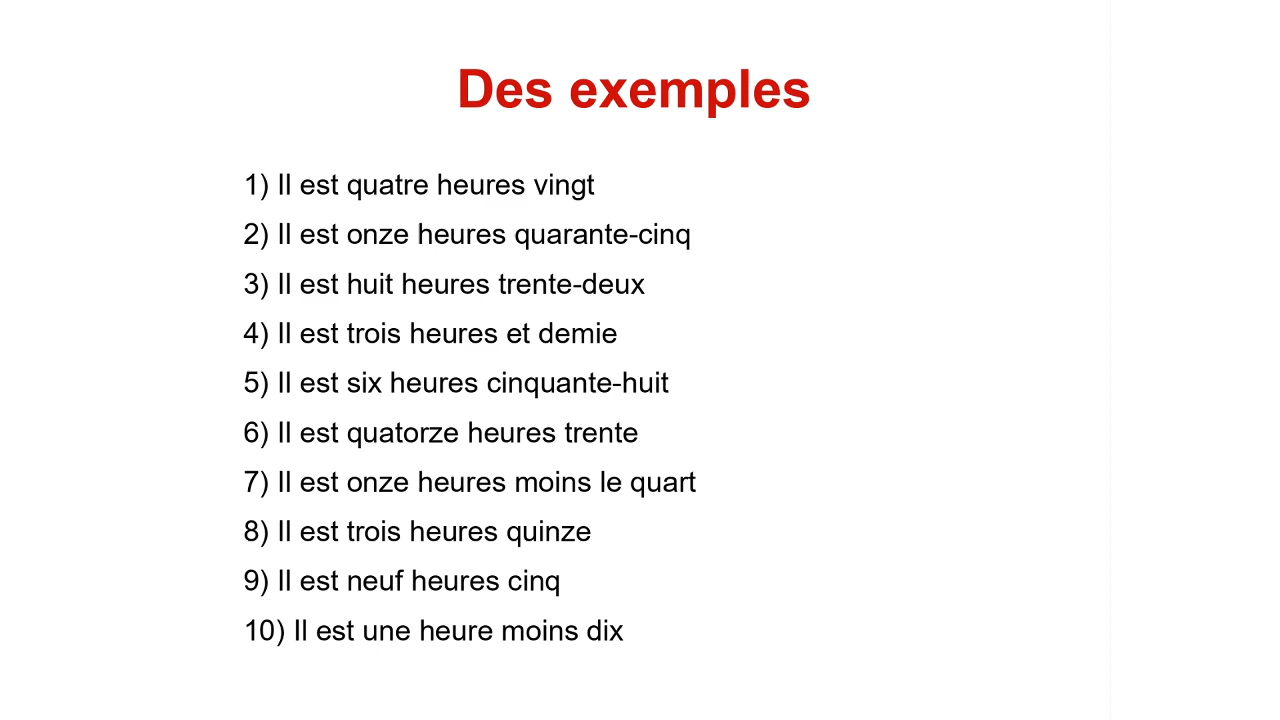 Des exemples
1) Il est quatre heures vingt
2) Il est onze heures quarante-cinq
3) Il est huit heures trente-deux
4) Il est trois heures et demie
5) Il est six heures cinquante-huit
6) Il est quatorze heures trente
7) Il est onze heures moins le quart
8) Il est trois heures quinze
9) Il est neuf heures cinq
10) Il est une heure moins dix